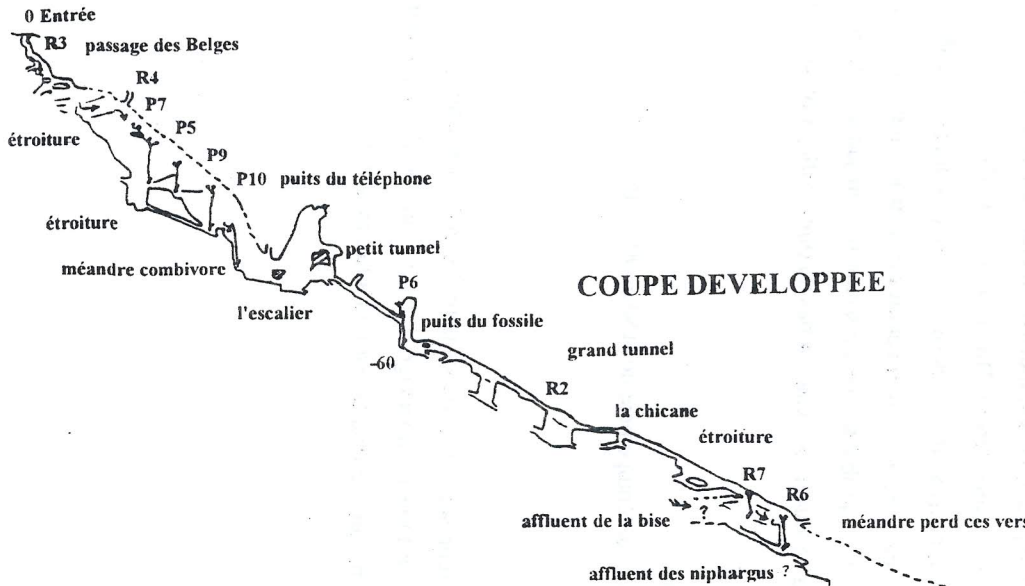 0 Entrée
R3 passage des Belges
R4
P7
étroiture
P5
P9
P10 puits du téléphone
étroiture
petit tunnel
méandre combivore
COUPE DEVELOPPEE
P6
l'escalier
puits du fossile
grand tunnel
-60
R2
la chicane
étroiture
R7
R6
affluent de la bise ?
méandre perd ces vers
affluent des niphargus ?